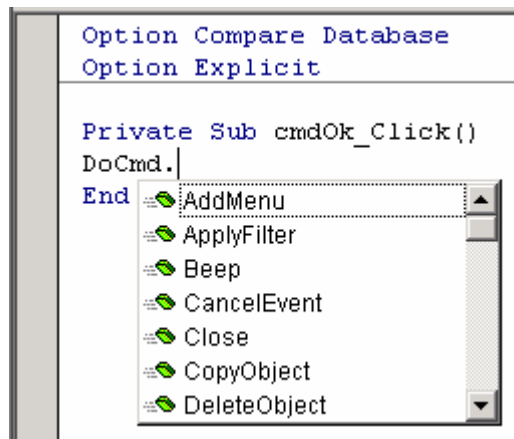 Option Compare Database
Option Explicit
Private Sub cmdOk_Click()
DoCmd.
End
AddMenu
ApplyFilter
Beep
CancelEvent
Close
CopyObject
DeleteObject